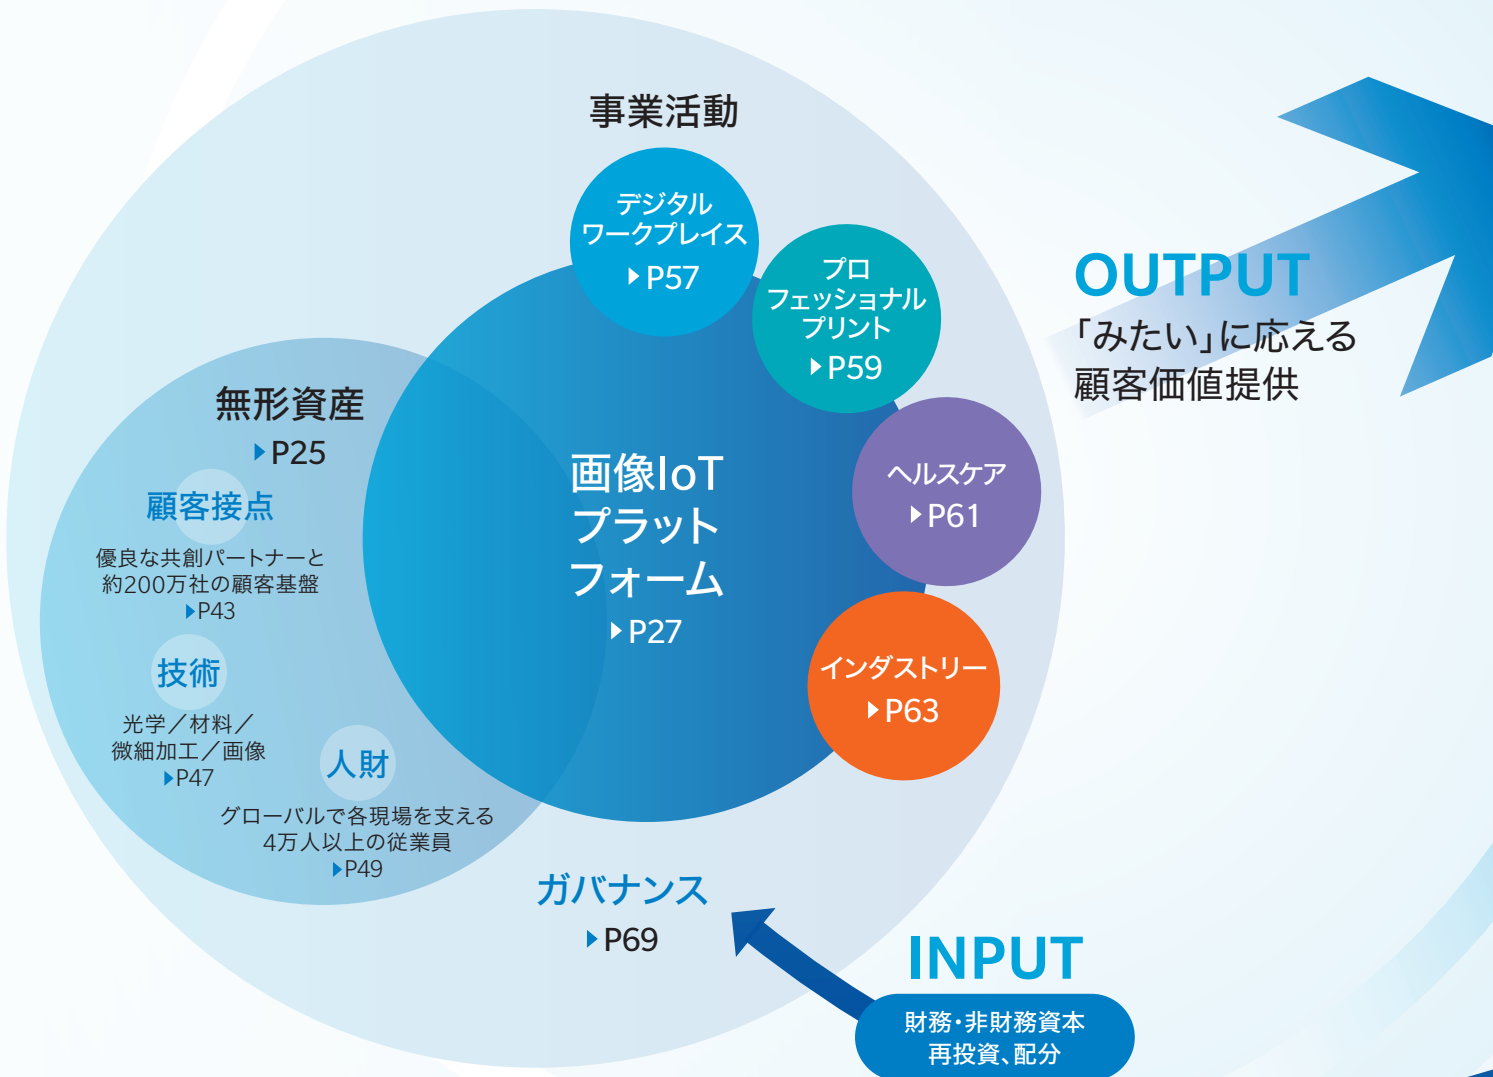 事業活動
デジタル
ワークプレイス
▶P57
プロ
フェッショナル
プリント
▶P59
ヘルスケア
▶P61
インダストリー
▶P63
OUTPUT
「みたい」に応える
顧客価値提供
無形資産
▶P25
顧客接点
優良な共創パートナーと
約200万社の顧客基盤
▶P43
技術
光学／材料／
微細加工／画像
▶P47
人財
グローバルで各現場を支える
4万人以上の従業員
▶P49
画像IoT
プラット
フォーム
▶P27
ガバナンス
▶P69
INPUT
財務・非財務資本
再投資、配分